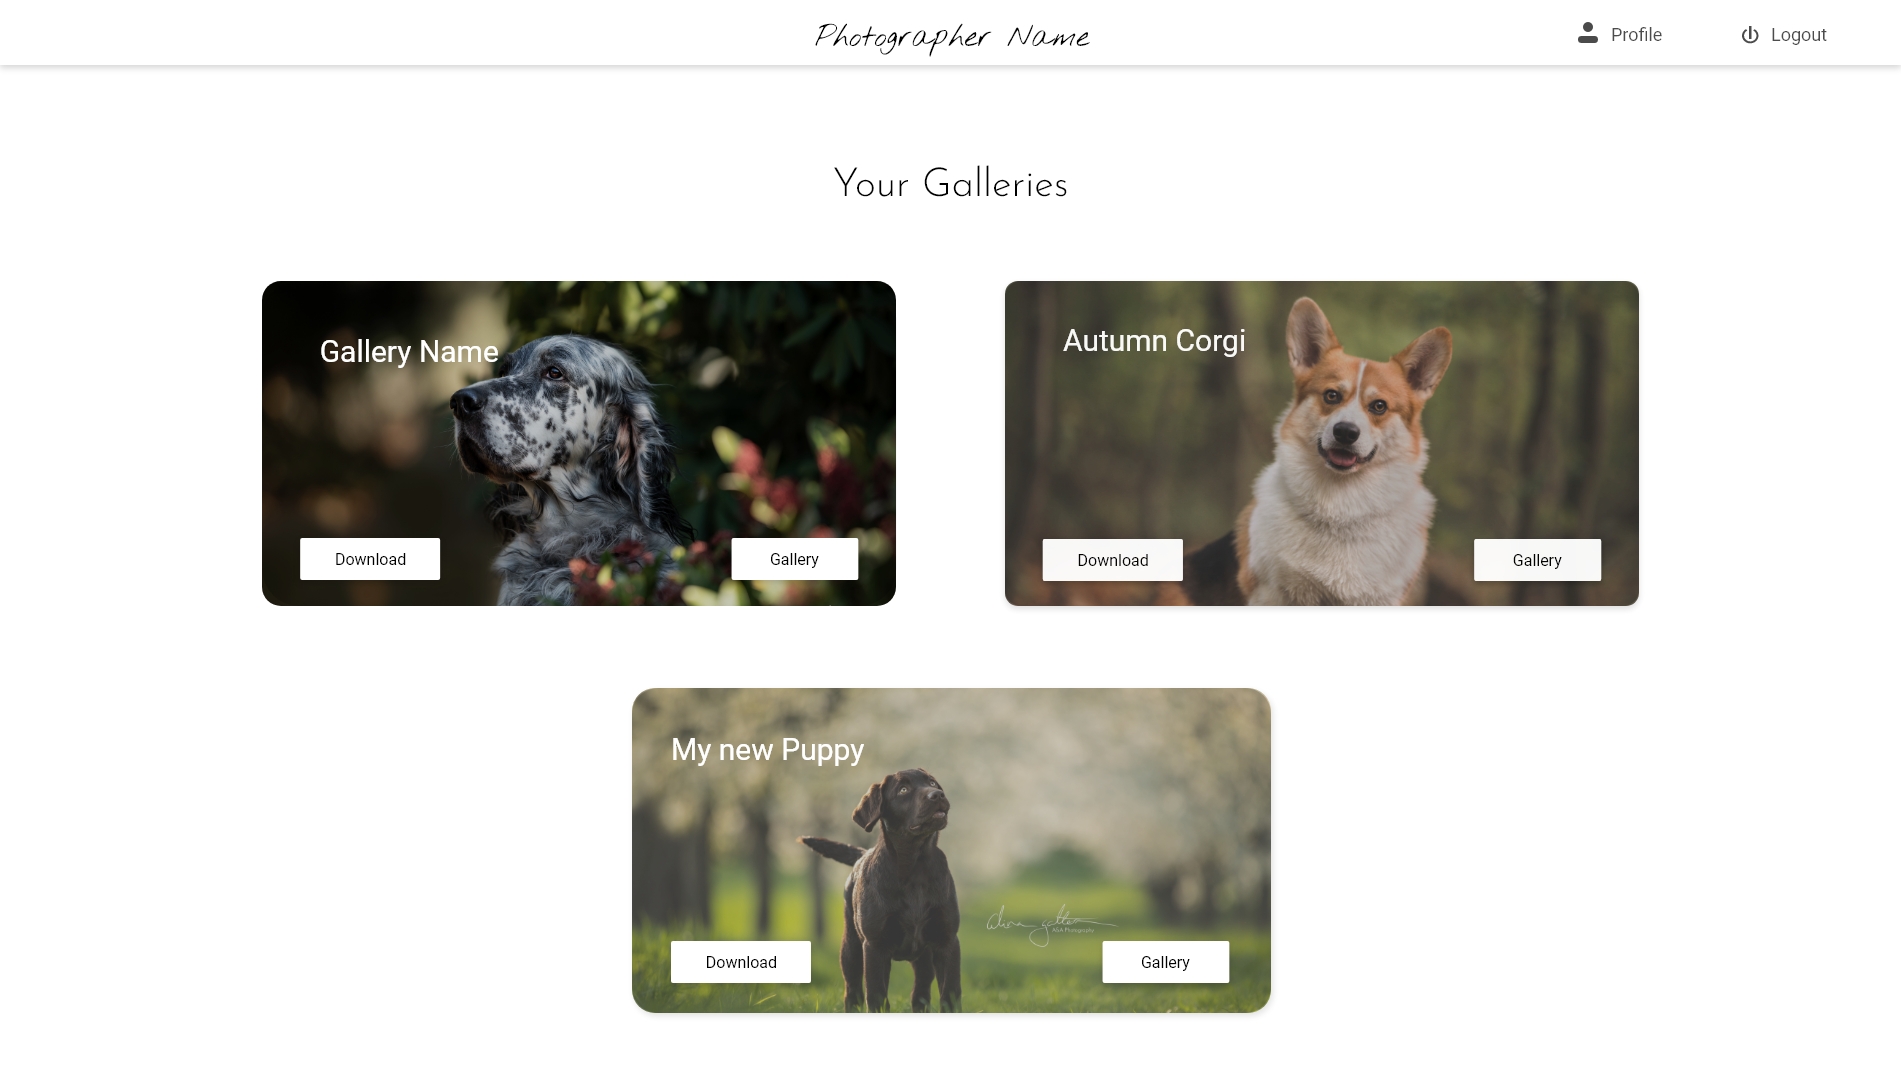 Photographer Name
Profile
Logout
Your Galleries
Gallery Name
Download
Gallery
Autumn Corgi
Download
Gallery
My new Puppy
A&A Photography
Download
Gallery